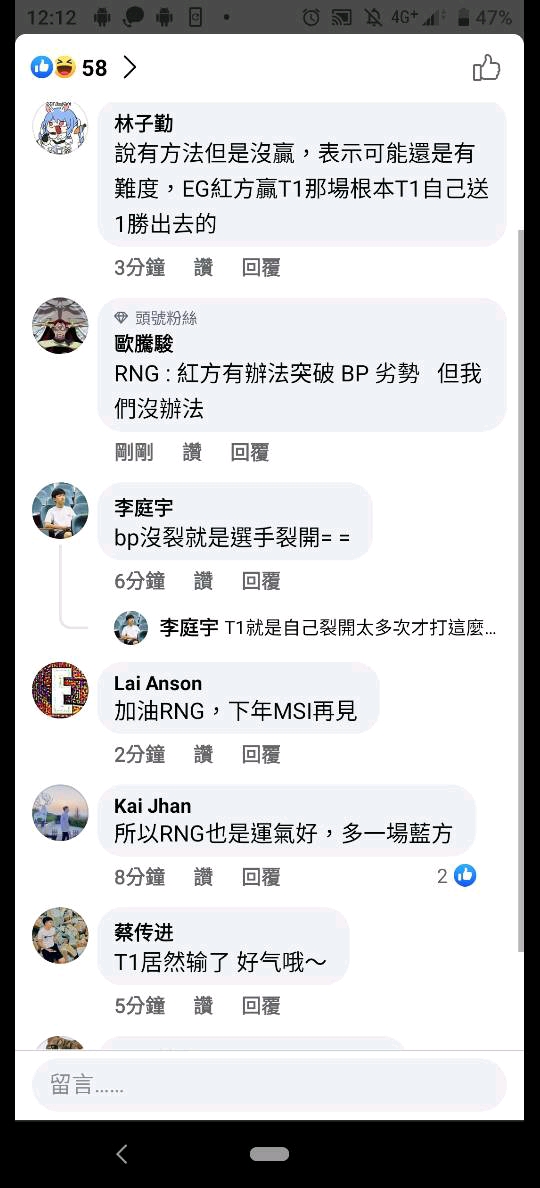 12:12
4G+
47%
58
林子勤
說有方法但是沒贏，表示可能還是有
難度，EG紅方贏T1那場根本T1自己送
1勝出去的
3分鐘 讚 回覆
頭號粉絲
歐騰駿
RNG : 紅方有辦法突破 BP 劣勢 但我
們沒辦法
剛剛 讚 回覆
李庭宇
bp沒裂就是選手裂開= =
6分鐘 讚 回覆
李庭宇 T1就是自己裂開太多次才打這麼...
Lai Anson
加油RNG，下年MSI再見
2分鐘 讚 回覆
Kai Jhan
所以RNG也是運氣好，多一場藍方
8分鐘 讚 回覆 2
蔡传进
T1居然输了 好气哦～
5分鐘 讚 回覆
留言......